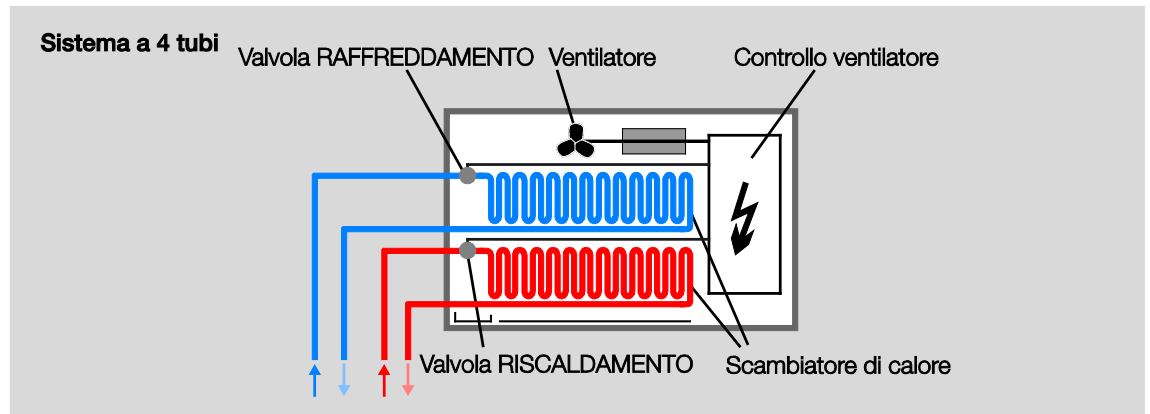 Sistema a 4 tubi
Valvola RAFFREDDAMENTO
Ventilatore
Controllo ventilatore
Valvola RISCALDAMENTO
Scambiatore di calore